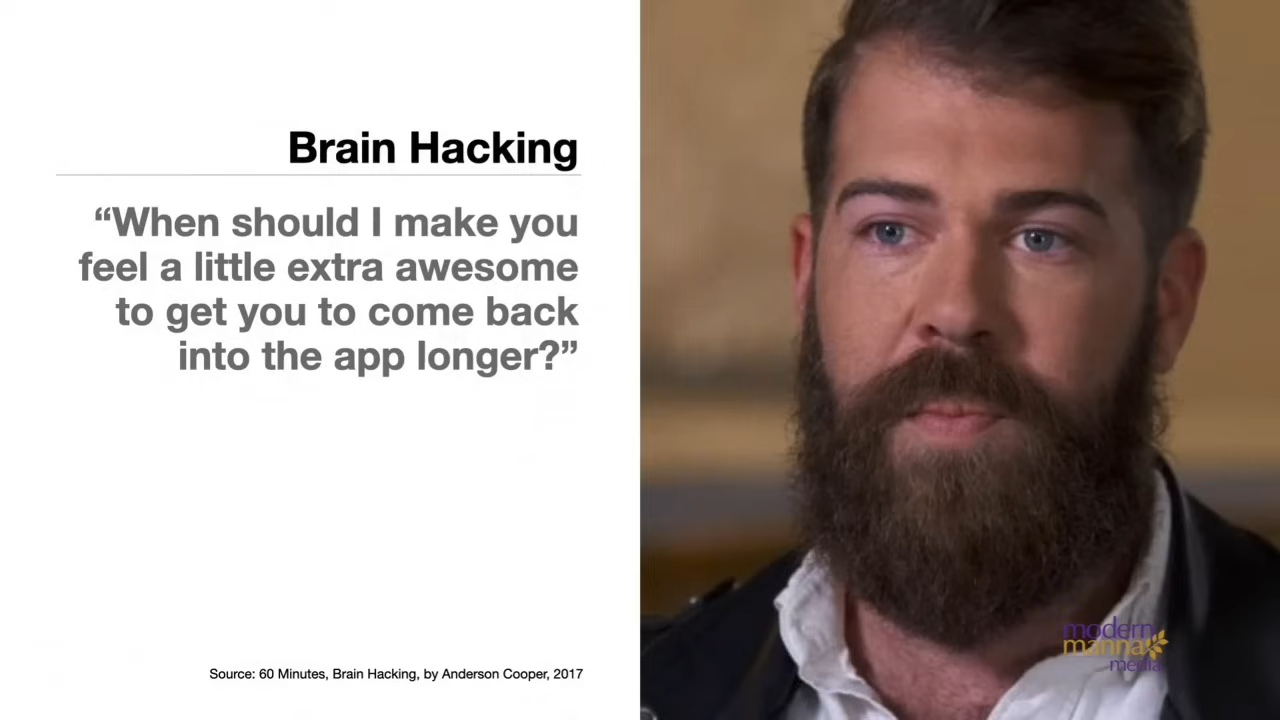 Brain Hacking
“When should I make you
feel a little extra awesome
to get you to come back
into the app longer?”
Source: 60 Minutes, Brain Hacking, by Anderson Cooper, 2017
modern
manna
media